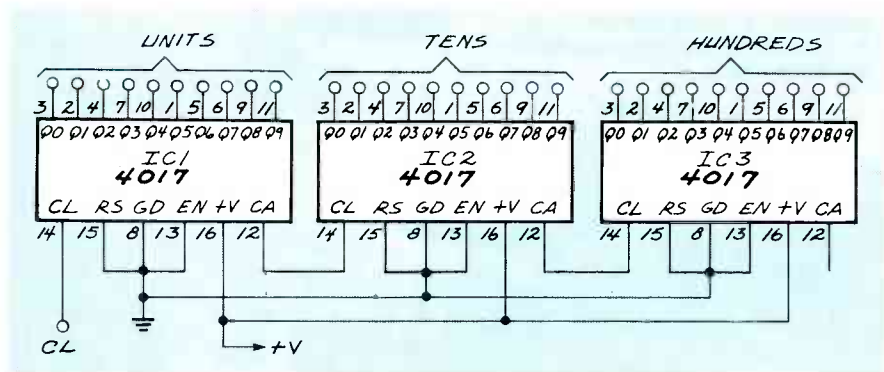 UNITS TENS HUNDREDS
3 2 4 7 10 1 5 6 9 11 3 2 4 7 10 1 5 6 9 11 3 2 4 7 10 1 5 6 9 11
Q0 Q1 Q2 Q3 Q4 Q5 Q6 Q7 Q8 Q9 Q0 Q1 Q2 Q3 Q4 Q5 Q6 Q7 Q8 Q9 Q0 Q1 Q2 Q3 Q4 Q5 Q6 Q7 Q8 Q9
IC1 IC2 IC3
4017 4017 4017
CL RS GD EN +V CA CL RS GD EN +V CA CL RS GD EN +V CA
14 15 8 13 16 12 14 15 8 13 16 12 14 15 8 13 16 12
CL +V